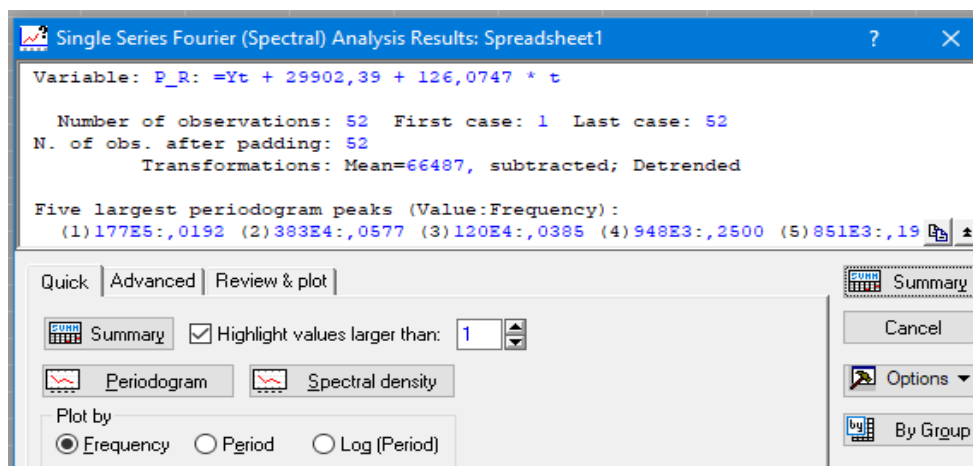 Single Series Fourier (Spectral) Analysis Results: Spreadsheet1 ?
Variable: P_R: =Yt + 29902,39 + 126,0747 * t
Number of observations: 52 First case: 1 Last case: 52
N. of obs. after padding: 52
Transformations: Mean=66487, subtracted; Detrended
Five largest periodogram peaks (Value:Frequency):
(1)177E5:,0192 (2)383E4:,0577 (3)120E4:,0385 (4)948E3:,2500 (5)851E3:,19
Quick Advanced Review & plot
Summary
SUMM Summary Highlight values larger than: 1
Cancel
Periodogram Spectral density
Options
Plot by
Frequency Period Log (Period)
by By Group